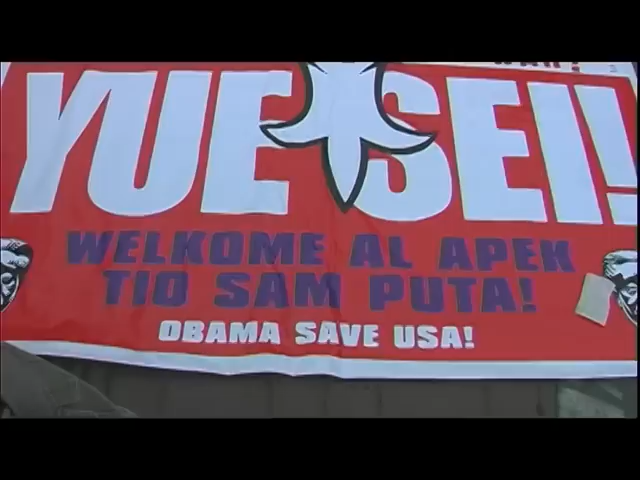 YUE SEI!
WELKOME AL APEK
TIO SAM PUTA!
OBAMA SAVE USA!